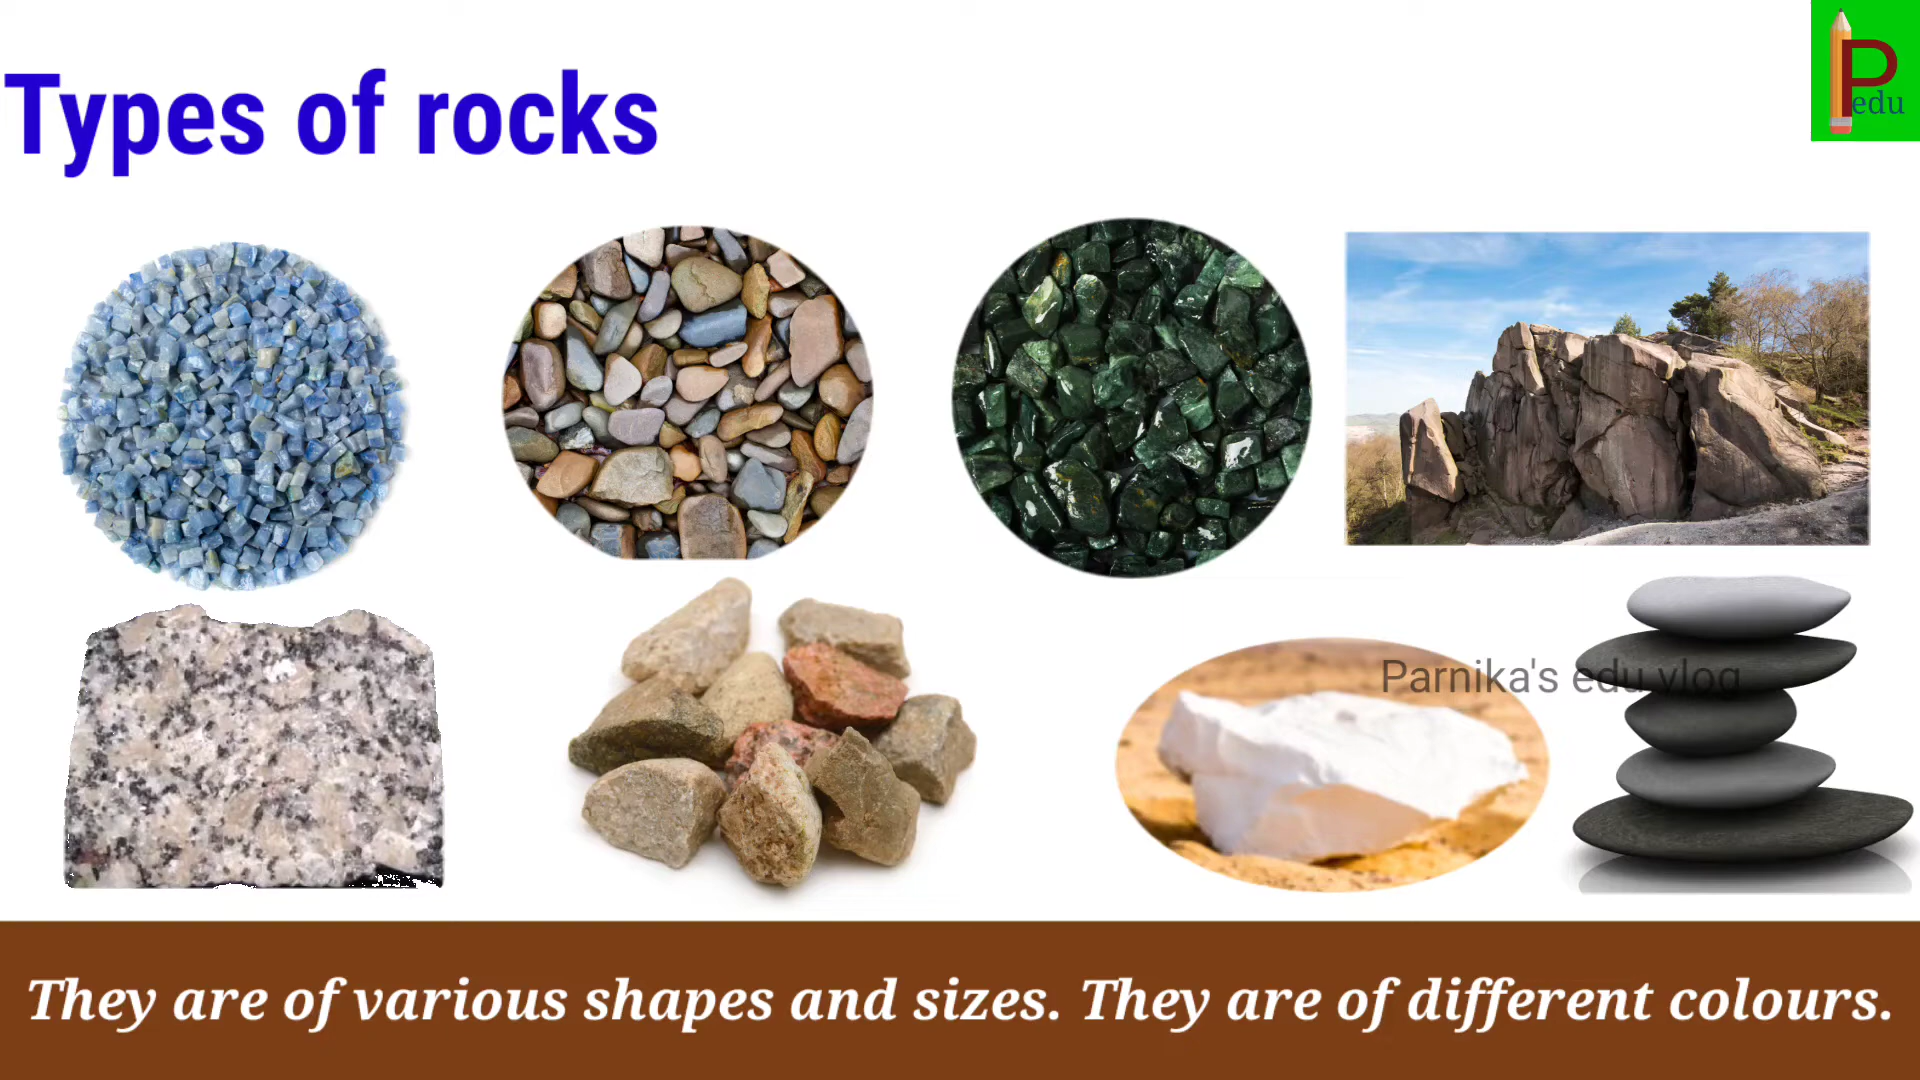 Types of rocks
P
edu
Parnika's edu vlog
They are of various shapes and sizes. They are of different colours.